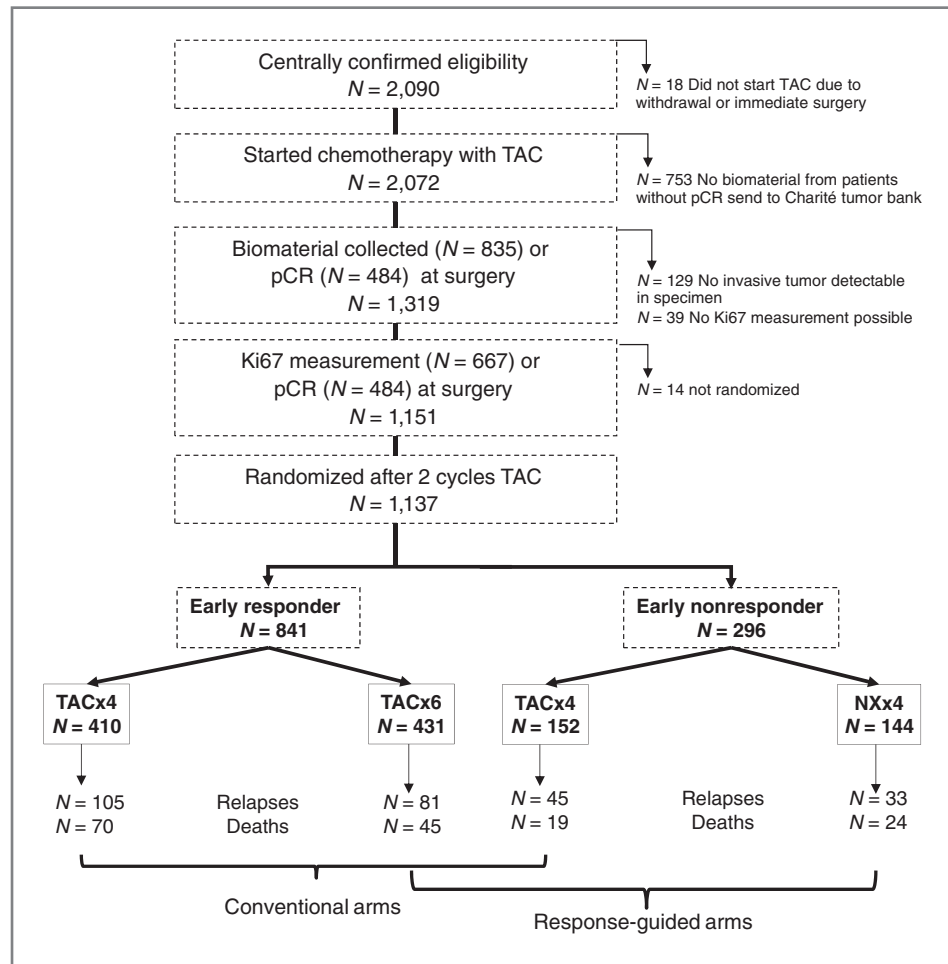 Centrally confirmed eligibility
N = 2,090
N = 18 Did not start TAC due to
withdrawal or immediate surgery
Started chemotherapy with TAC
N = 2,072
N = 753 No biomaterial from patients
without pCR send to Charité tumor bank
Biomaterial collected (N = 835) or
pCR (N = 484) at surgery
N = 1,319
N = 129 No invasive tumor detectable
in specimen
N = 39 No Ki67 measurement possible
Ki67 measurement (N = 667) or
pCR (N = 484) at surgery
N = 1,151
N = 14 not randomized
Randomized after 2 cycles TAC
N = 1,137
Early responder
N = 841
Early nonresponder
N = 296
TACx4
N = 410
TACx6
N = 431
TACx4
N = 152
NXx4
N = 144
N = 105 Relapses N = 81 N = 45 Relapses N = 33
N = 70 Deaths N = 45 N = 19 Deaths N = 24
Conventional arms
Response-guided arms